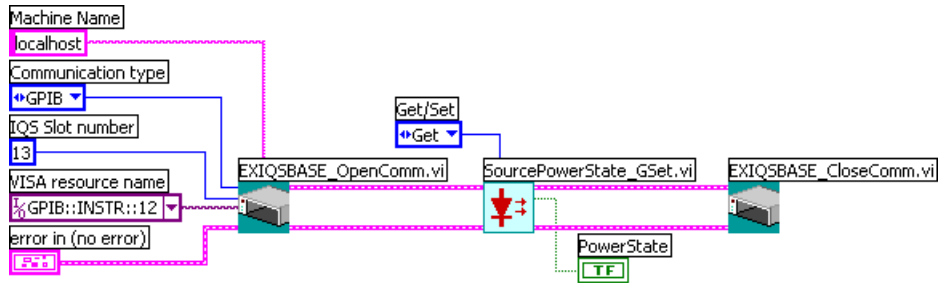 Machine Name
localhost
Communication type
GPIB
Get/Set
IQS Slot number
Get
13
VISA resource name
EXIQSBASE_OpenComm.vi
SourcePowerState_GSet.vi
EXIQSBASE_CloseComm.vi
I/O GPIB::INSTR::12
error in (no error)
PowerState
TF